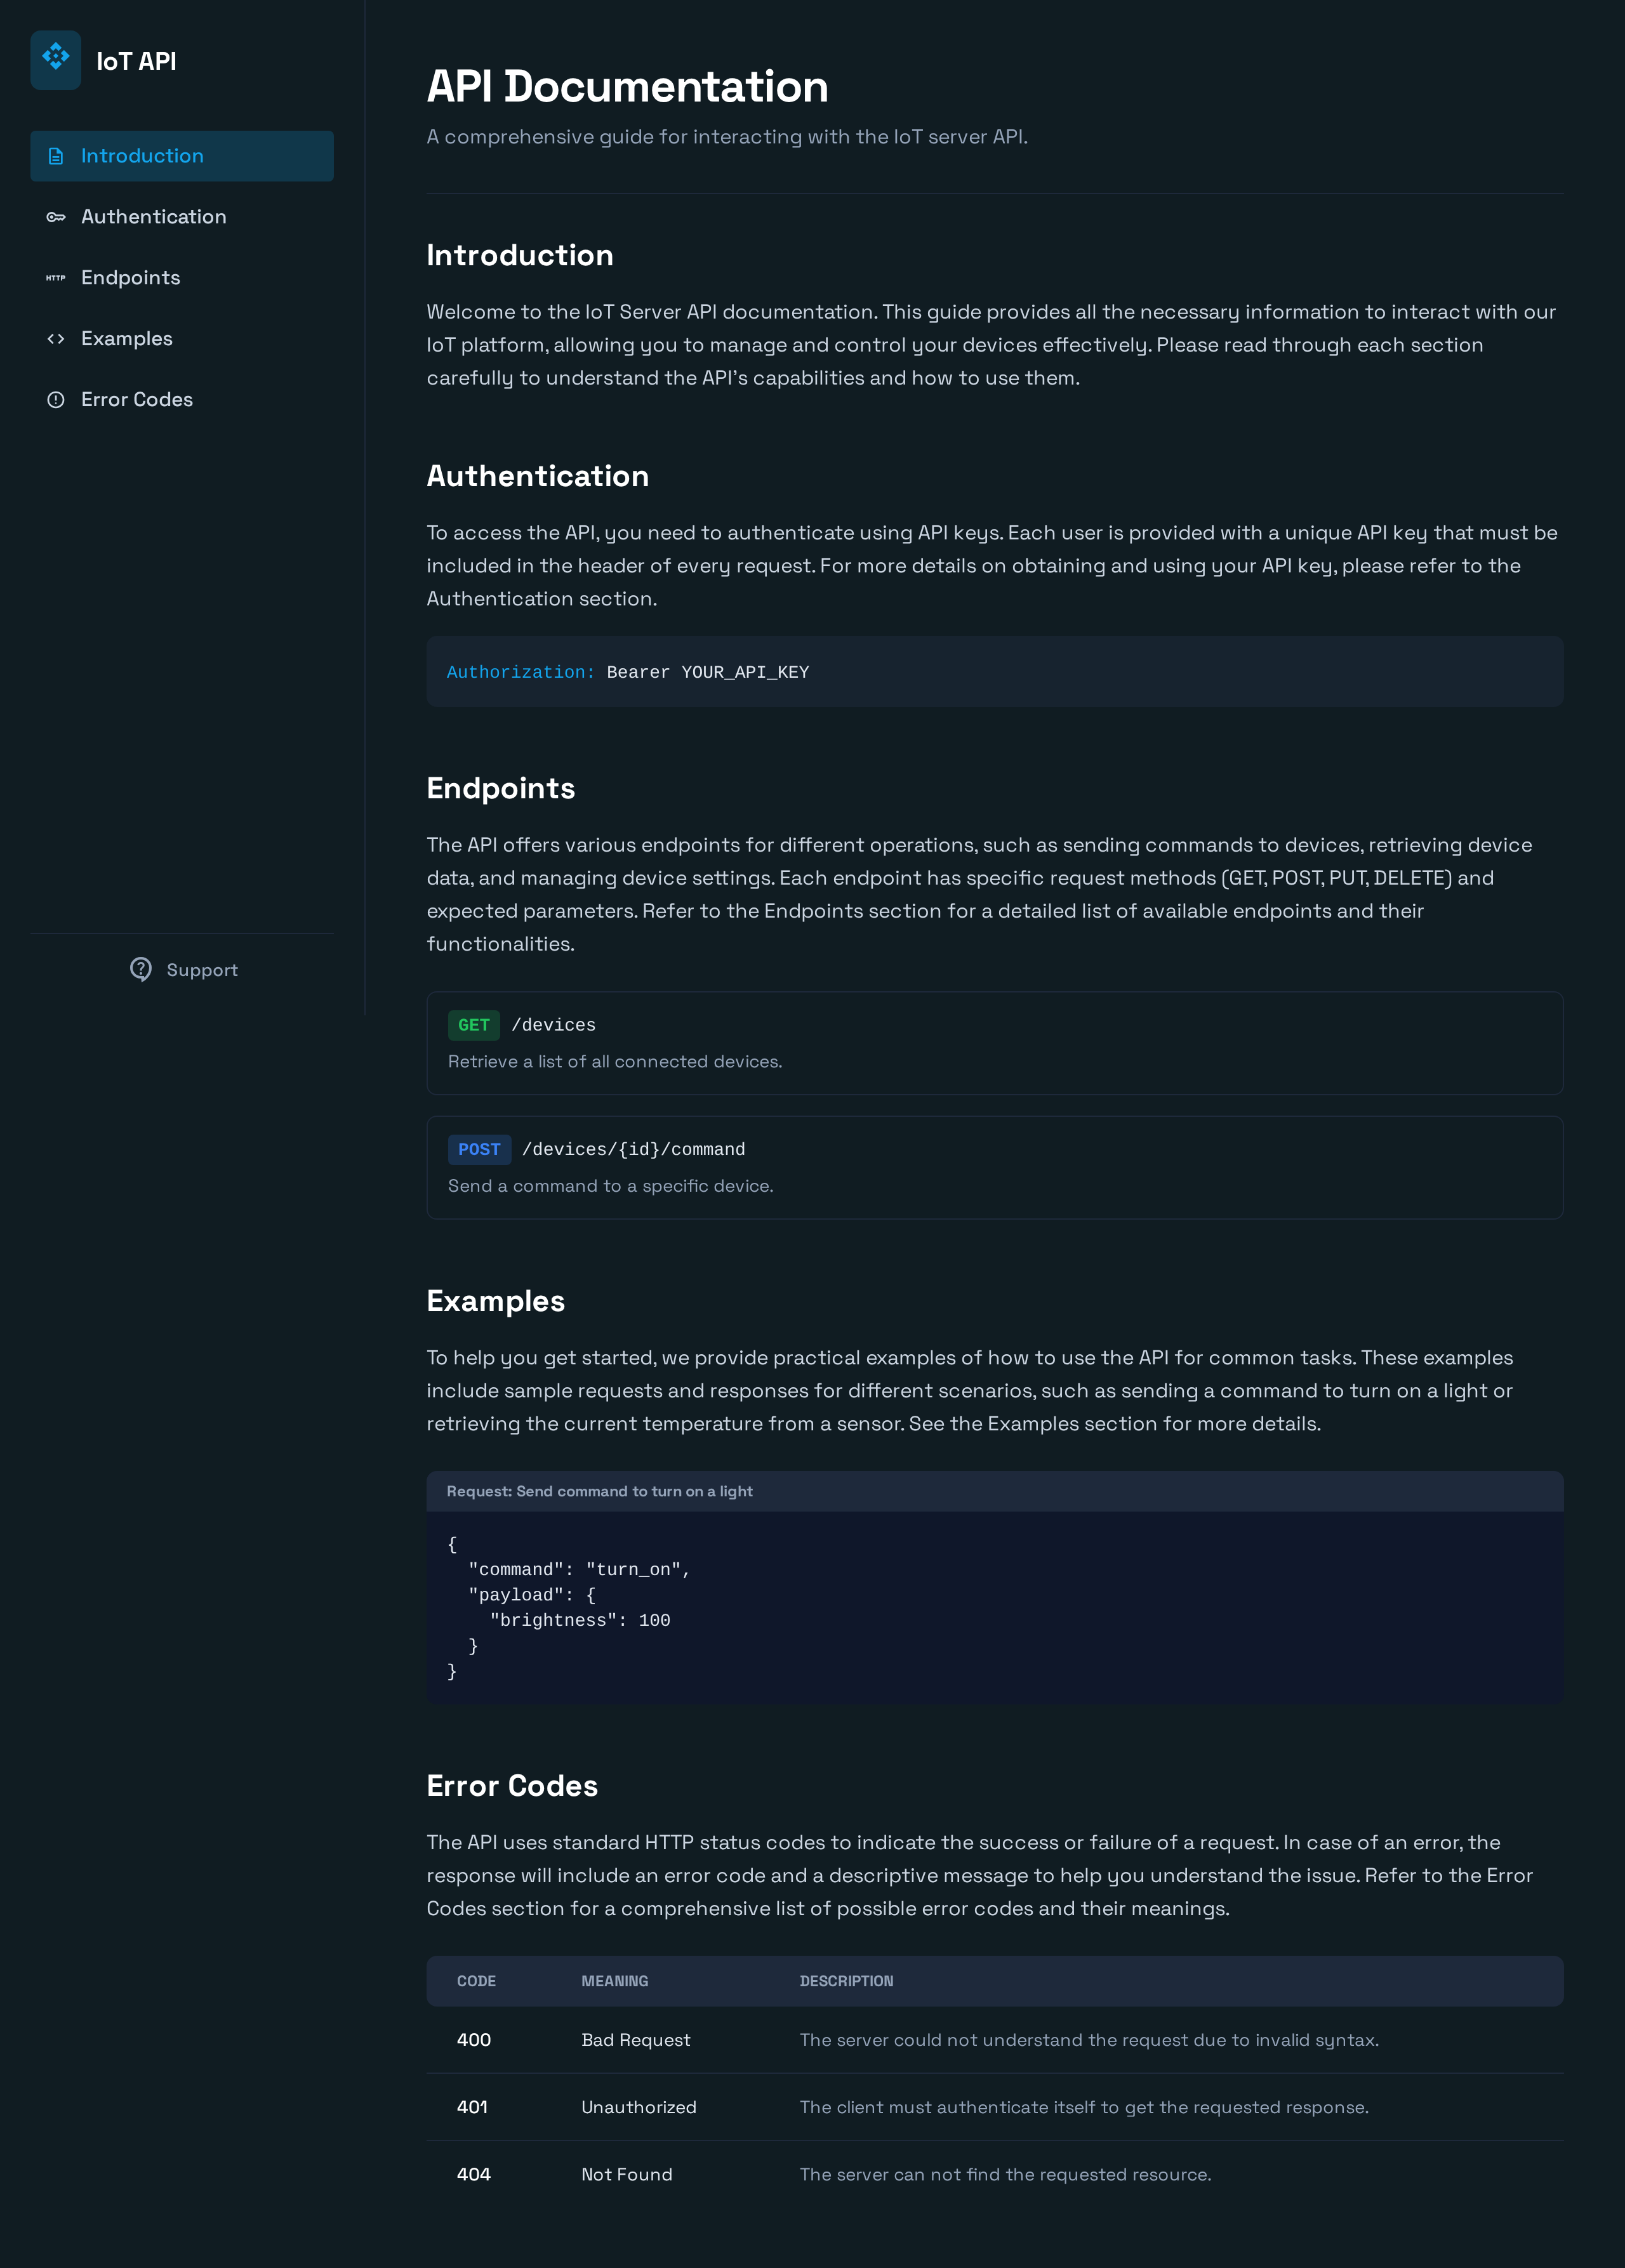 IoT API
Introduction
Authentication
HTTP Endpoints
Examples
Error Codes
Support
API Documentation
A comprehensive guide for interacting with the IoT server API.
Introduction
Welcome to the IoT Server API documentation. This guide provides all the necessary information to interact with our
IoT platform, allowing you to manage and control your devices effectively. Please read through each section
carefully to understand the API's capabilities and how to use them.
Authentication
To access the API, you need to authenticate using API keys. Each user is provided with a unique API key that must be
included in the header of every request. For more details on obtaining and using your API key, please refer to the
Authentication section.
Authorization: Bearer YOUR_API_KEY
Endpoints
The API offers various endpoints for different operations, such as sending commands to devices, retrieving device
data, and managing device settings. Each endpoint has specific request methods (GET, POST, PUT, DELETE) and
expected parameters. Refer to the Endpoints section for a detailed list of available endpoints and their
functionalities.
GET /devices
Retrieve a list of all connected devices.
POST /devices/{id}/command
Send a command to a specific device.
Examples
To help you get started, we provide practical examples of how to use the API for common tasks. These examples
include sample requests and responses for different scenarios, such as sending a command to turn on a light or
retrieving the current temperature from a sensor. See the Examples section for more details.
Request: Send command to turn on a light
{
  "command": "turn_on",
  "payload": {
    "brightness": 100
  }
}
Error Codes
The API uses standard HTTP status codes to indicate the success or failure of a request. In case of an error, the
response will include an error code and a descriptive message to help you understand the issue. Refer to the Error
Codes section for a comprehensive list of possible error codes and their meanings.
CODE MEANING DESCRIPTION
400 Bad Request The server could not understand the request due to invalid syntax.
401 Unauthorized The client must authenticate itself to get the requested response.
404 Not Found The server can not find the requested resource.